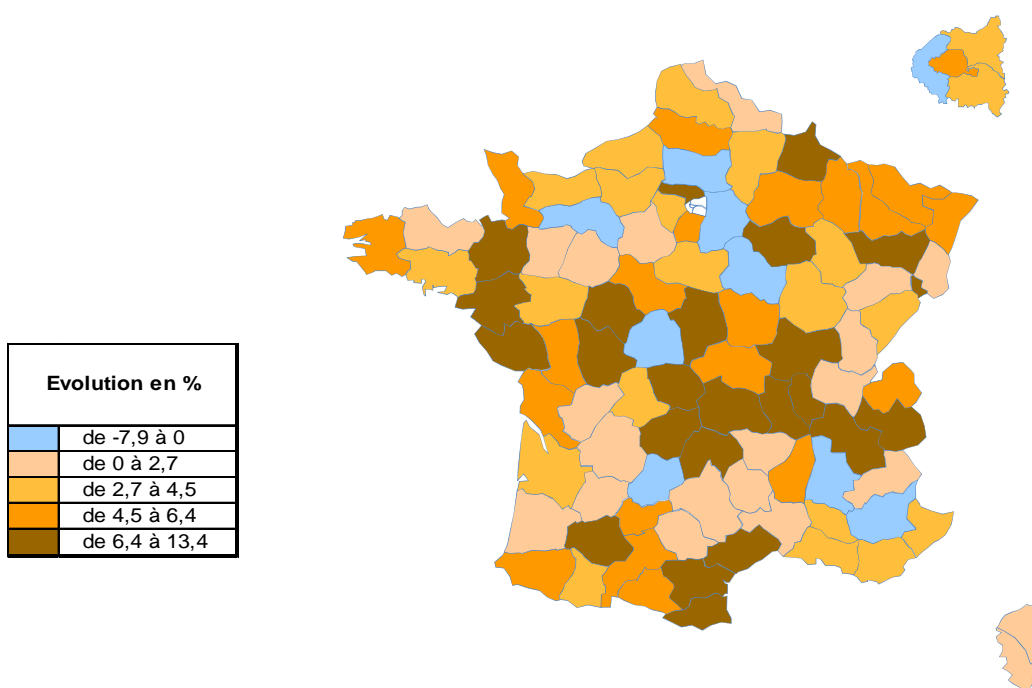 Evolution en %
de -7,9 à 0
de 0 à 2,7
de 2,7 à 4,5
de 4,5 à 6,4
de 6,4 à 13,4